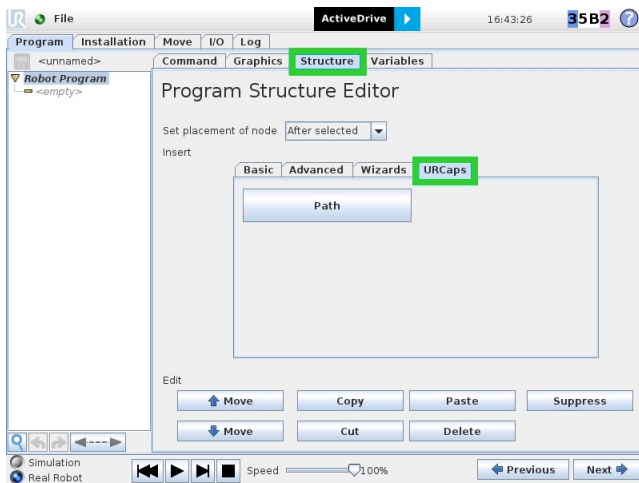 UR File ActiveDrive 16:43:26 35B2 ?
Program Installation Move I/O Log
<unnamed> Command Graphics Structure Variables
Robot Program
<empty>
Program Structure Editor
Set placement of node After selected
Insert
Basic Advanced Wizards URCaps
Path
Edit
Move Copy Paste Suppress
Move Cut Delete
Simulation
Real Robot
Speed 100% Previous Next